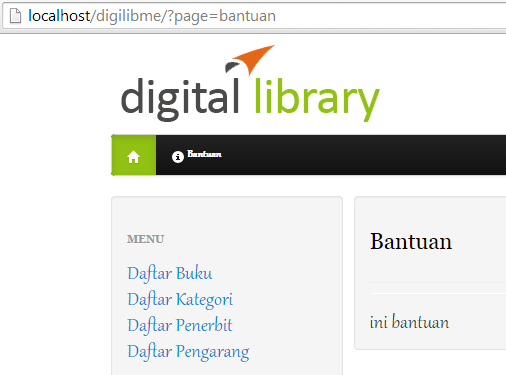 localhost/digilibme/?page=bantuan
digital library
Bantuan
MENU
Daftar Buku
Daftar Kategori
Daftar Penerbit
Daftar Pengarang
Bantuan
ini bantuan